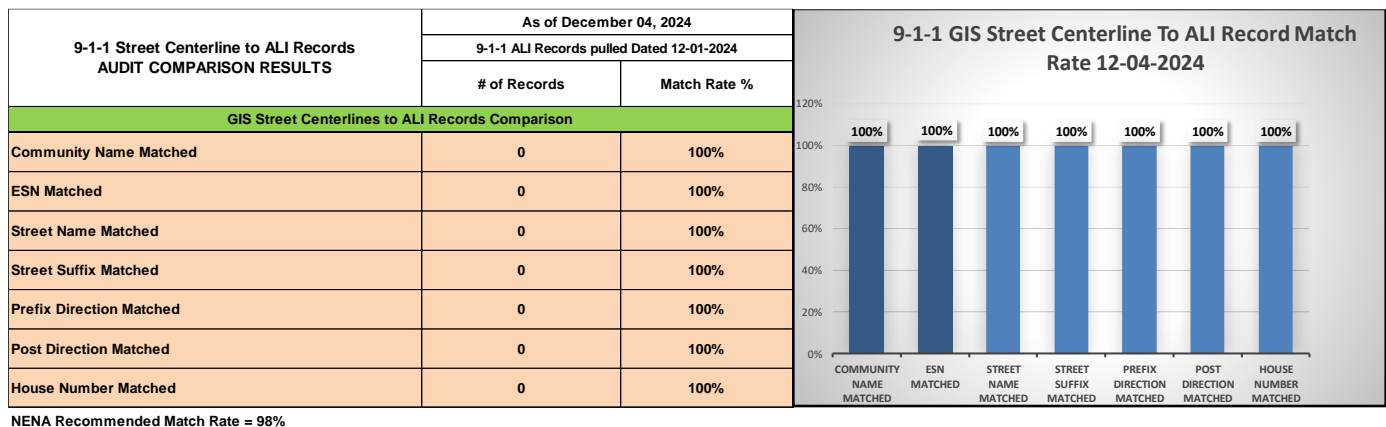 9-1-1 Street Centerline to ALI Records
AUDIT COMPARISON RESULTS
As of December 04, 2024
9-1-1 ALI Records pulled Dated 12-01-2024
# of Records Match Rate %
GIS Street Centerlines to ALI Records Comparison
Community Name Matched 0 100%
ESN Matched 0 100%
Street Name Matched 0 100%
Street Suffix Matched 0 100%
Prefix Direction Matched 0 100%
Post Direction Matched 0 100%
House Number Matched 0 100%
NENA Recommended Match Rate = 98%
9-1-1 GIS Street Centerline To ALI Record Match
Rate 12-04-2024
120%
100%
80%
60%
40%
20%
0%
100% 100% 100% 100% 100% 100% 100%
COMMUNITY
NAME
MATCHED
ESN
MATCHED
STREET
NAME
MATCHED
STREET
SUFFIX
MATCHED
PREFIX
DIRECTION
MATCHED
POST
DIRECTION
MATCHED
HOUSE
NUMBER
MATCHED